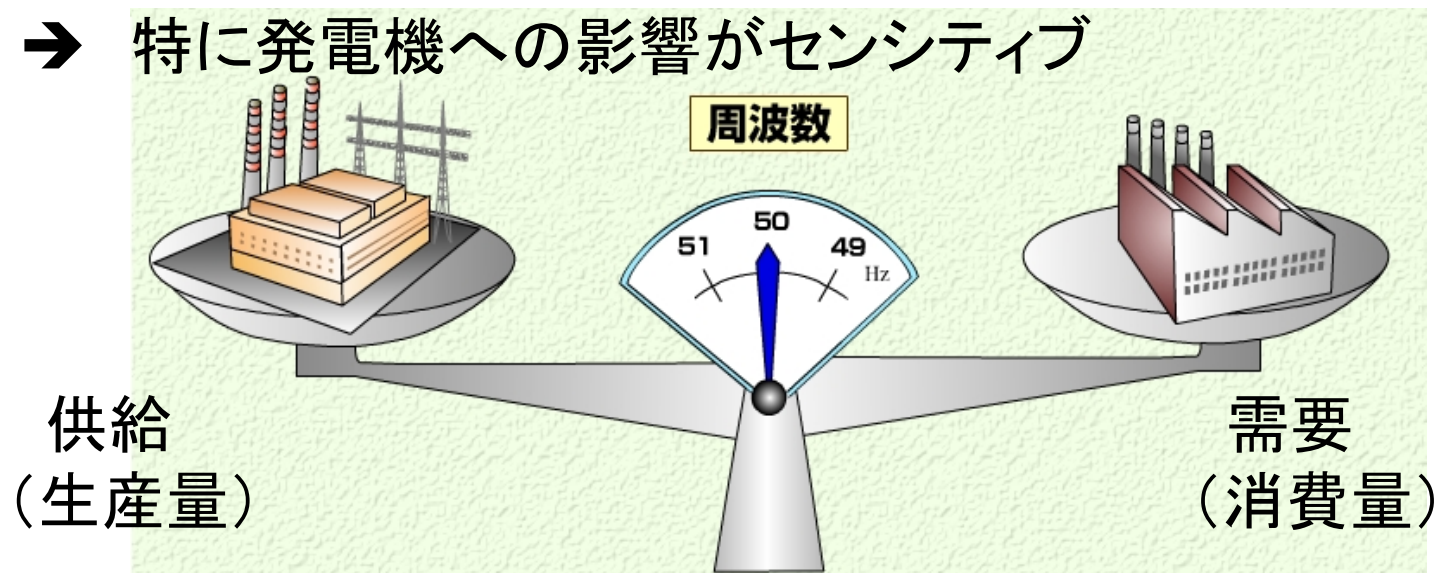 ➔ 特に発電機への影響がセンシティブ
周波数
50
51
49
Hz
供給
（生産量）
需要
（消費量）